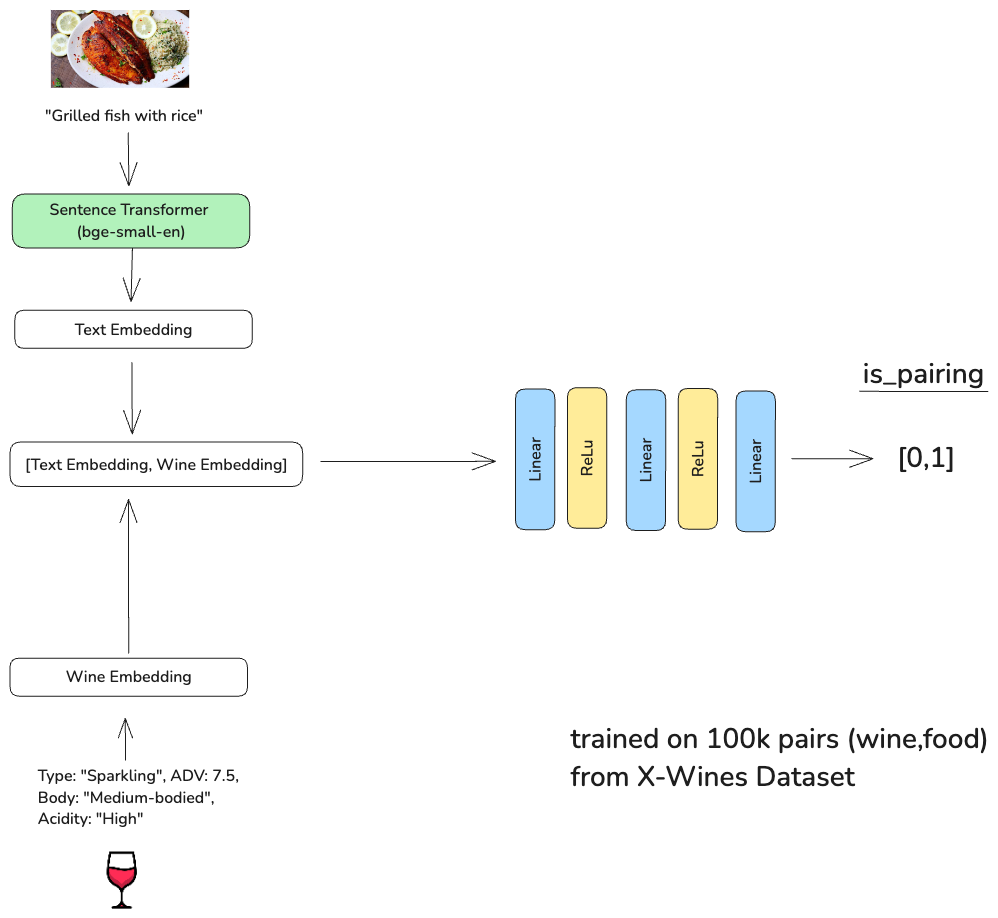 "Grilled fish with rice"
Sentence Transformer
(bge-small-en)
Text Embedding
[Text Embedding, Wine Embedding]
Linear
ReLu
Linear
ReLu
Linear
is_pairing
[0,1]
Wine Embedding
Type: "Sparkling", ADV: 7.5,
Body: "Medium-bodied",
Acidity: "High"
trained on 100k pairs (wine,food)
from X-Wines Dataset